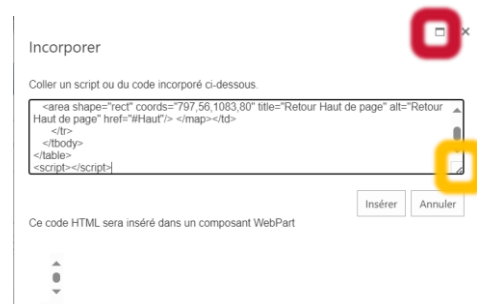 Incorporer
Coller un script ou du code incorporé ci-dessous.
<area shape="rect" coords="797,56,1083,80" title="Retour Haut de page" alt="Retour
Haut de page" href="#Haut"/> </map></td>
</tr>
</tbody>
</table>
<script></script>
Insérer Annuler
Ce code HTML sera inséré dans un composant WebPart